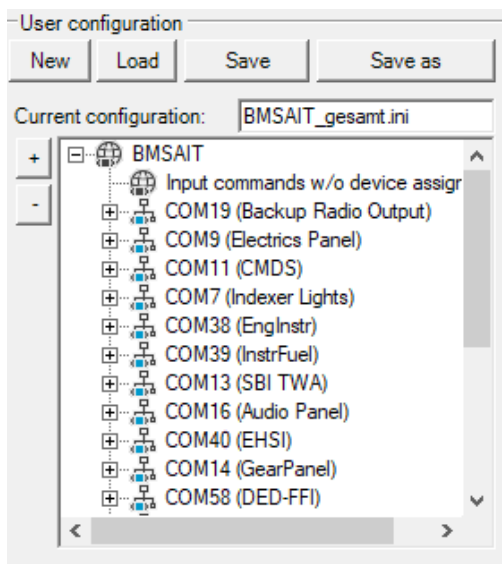 User configuration
New Load Save Save as
Current configuration: BMSAIT_gesamt.ini
+
-
BMSAIT
Input commands w/o device assigr
COM19 (Backup Radio Output)
COM9 (Electrics Panel)
COM11 (CMDS)
COM7 (Indexer Lights)
COM38 (EngInstr)
COM39 (InstrFuel)
COM13 (SBI TWA)
COM16 (Audio Panel)
COM40 (EHSI)
COM14 (GearPanel)
COM58 (DED-FFI)